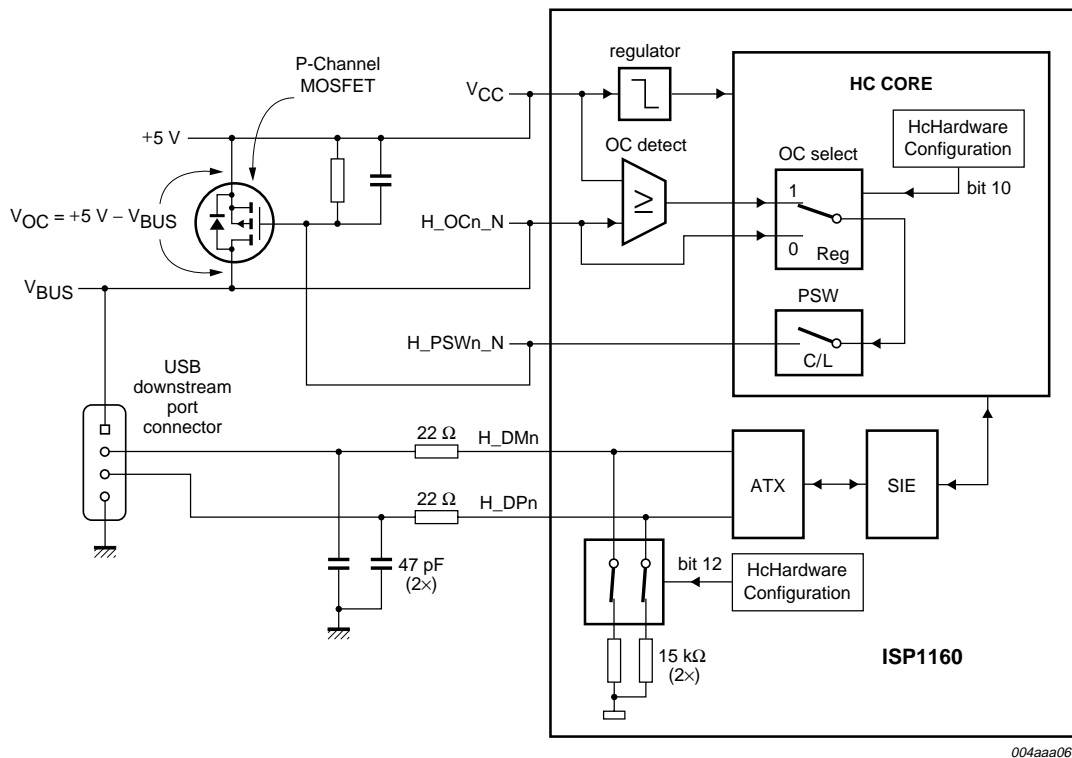 P-Channel
MOSFET
regulator
VCC
HC CORE
+5 V
HcHardware
Configuration
OC detect
OC select
bit 10
1
≥
VOC = +5 V − VBUS
H_OCn_N
0
Reg
VBUS
PSW
H_PSWn_N
C/L
USB
downstream
port
connector
22 Ω
H_DMn
ATX
SIE
22 Ω
H_DPn
47 pF
(2×)
bit 12
HcHardware
Configuration
15 kΩ
(2×)
ISP1160
004aaa06